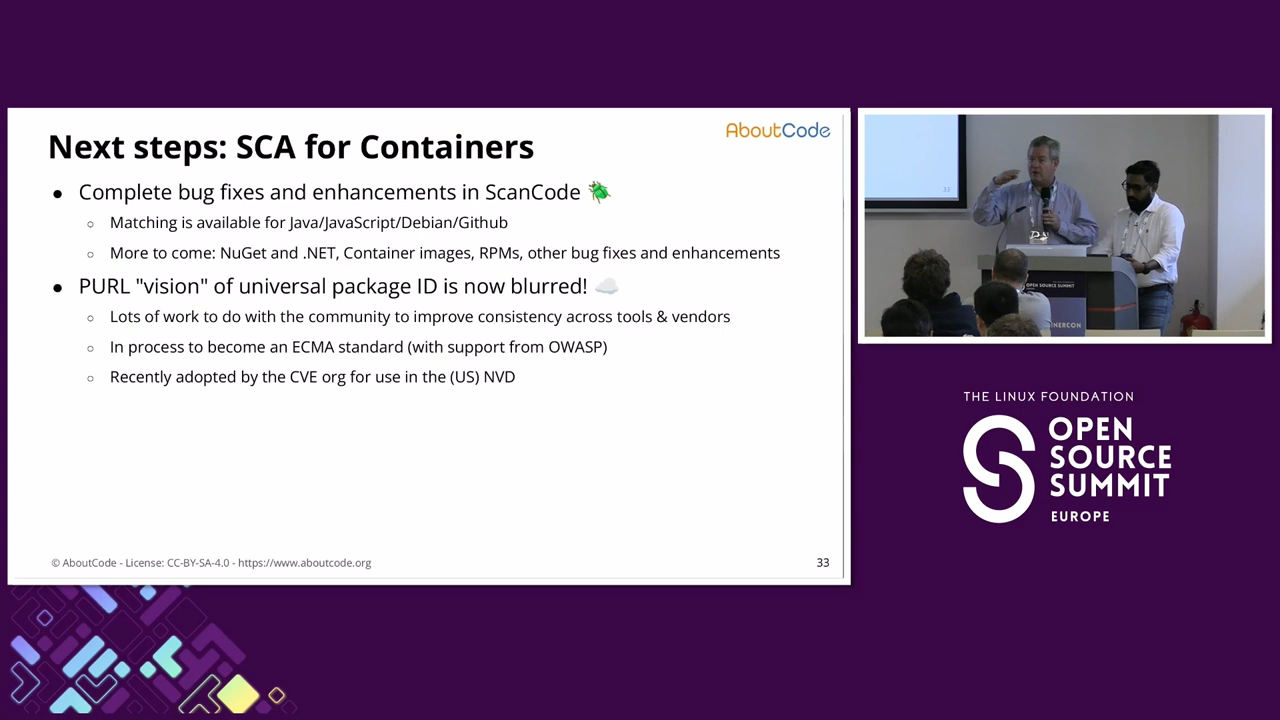 Next steps: SCA for Containers
AboutCode
● Complete bug fixes and enhancements in ScanCode 🪲
○ Matching is available for Java/JavaScript/Debian/Github
○ More to come: NuGet and .NET, Container images, RPMs, other bug fixes and enhancements
● PURL "vision" of universal package ID is now blurred! ☁️
○ Lots of work to do with the community to improve consistency across tools & vendors
○ In process to become an ECMA standard (with support from OWASP)
○ Recently adopted by the CVE org for use in the (US) NVD
© AboutCode - License: CC-BY-SA-4.0 - https://www.aboutcode.org
33
OPEN SOURCE SUMMIT
THE LINUX FOUNDATION
OPEN
SOURCE
SUMMIT
EUROPE